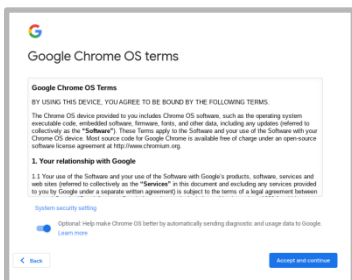 Google Chrome OS terms
Google Chrome OS Terms
BY USING THIS DEVICE, YOU AGREE TO BE BOUND BY THE FOLLOWING TERMS.
The Chrome OS device provided to you includes Chrome OS software, such as the operating system
executable code, embedded software, firmware, fonts, and other data, including any updates (referred to
collectively as the "Software"). These Terms apply to the Software and your use of the Software with your
Chrome OS device. Most source code for Google Chrome is available free of charge under an open-source
software license agreement at http://www.chromium.org.
1. Your relationship with Google
1.1 Your use of the Software and your use of the Software with Google's products, software, services and
web sites (referred to collectively as the "Services" in this document and excluding any services provided
to you by Google under a separate written agreement) is subject to the terms of a legal agreement between
System security setting
Optional: Help make Chrome OS better by automatically sending diagnostic and usage data to Google.
Learn more
Back
Accept and continue